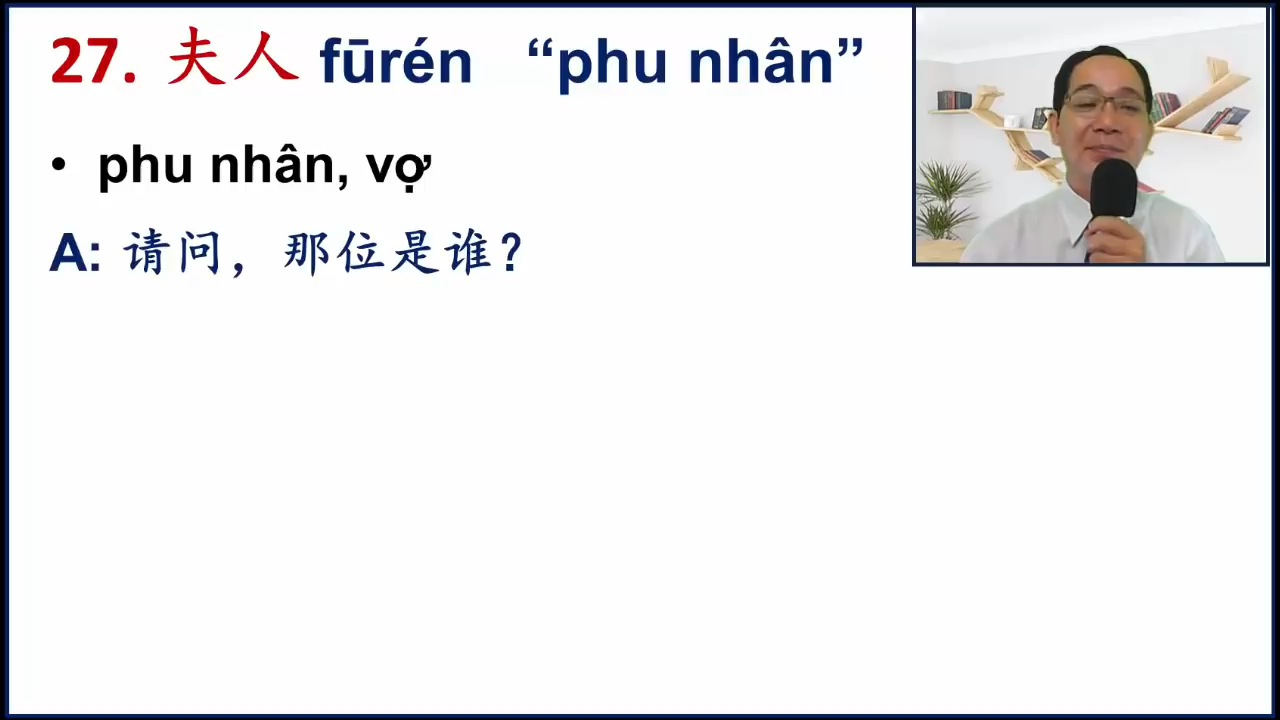 27. 夫人 fūrén “phu nhân”
• phu nhân, vợ
A: 请问，那位是谁？